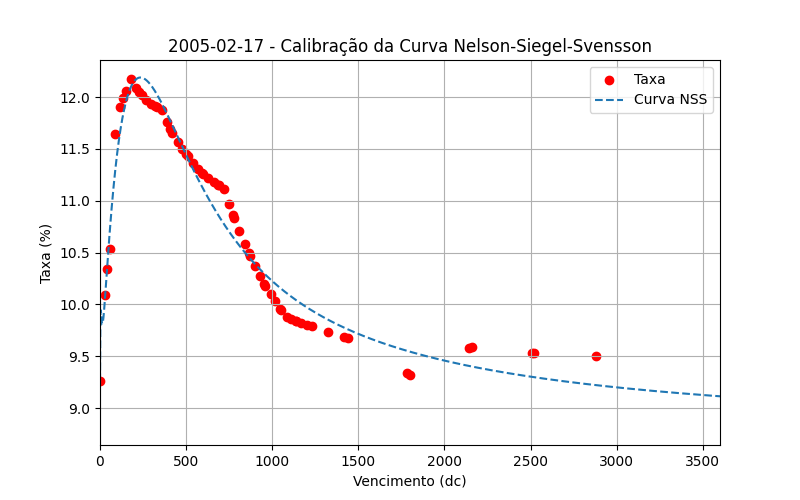 2005-02-17 - Calibração da Curva Nelson-Siegel-Svensson
Taxa
Curva NSS
12.0
11.5
11.0
10.5
10.0
9.5
9.0
Taxa (%)
0 500 1000 1500 2000 2500 3000 3500
Vencimento (dc)